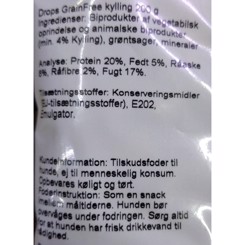 Drops GrainFree kylling 200 g
Ingredienser: Biprodukter af vegetabilsk
oprindelse og animalske biprodukter
(min. 4% Kylling), grøntsager, mineraler
Analyse: Protein 20%, Fedt 5%, Råaske
8%, Råfibre 2%, Fugt 17%.
Tilsætningsstoffer: Konserveringsmidler
(EU-tilsætningsstoffer), E202,
Emulgator.
Kundeinformation: Tilskudsfoder til
hunde, ej til menneskelig konsum.
Opbevares køligt og tørt.
Foderinstruktion: Som en snack
mellem måltiderne. Hunden bør
overvåges under fodringen. Sørg altid
for at hunden har frisk drikkevand til
rådighed.